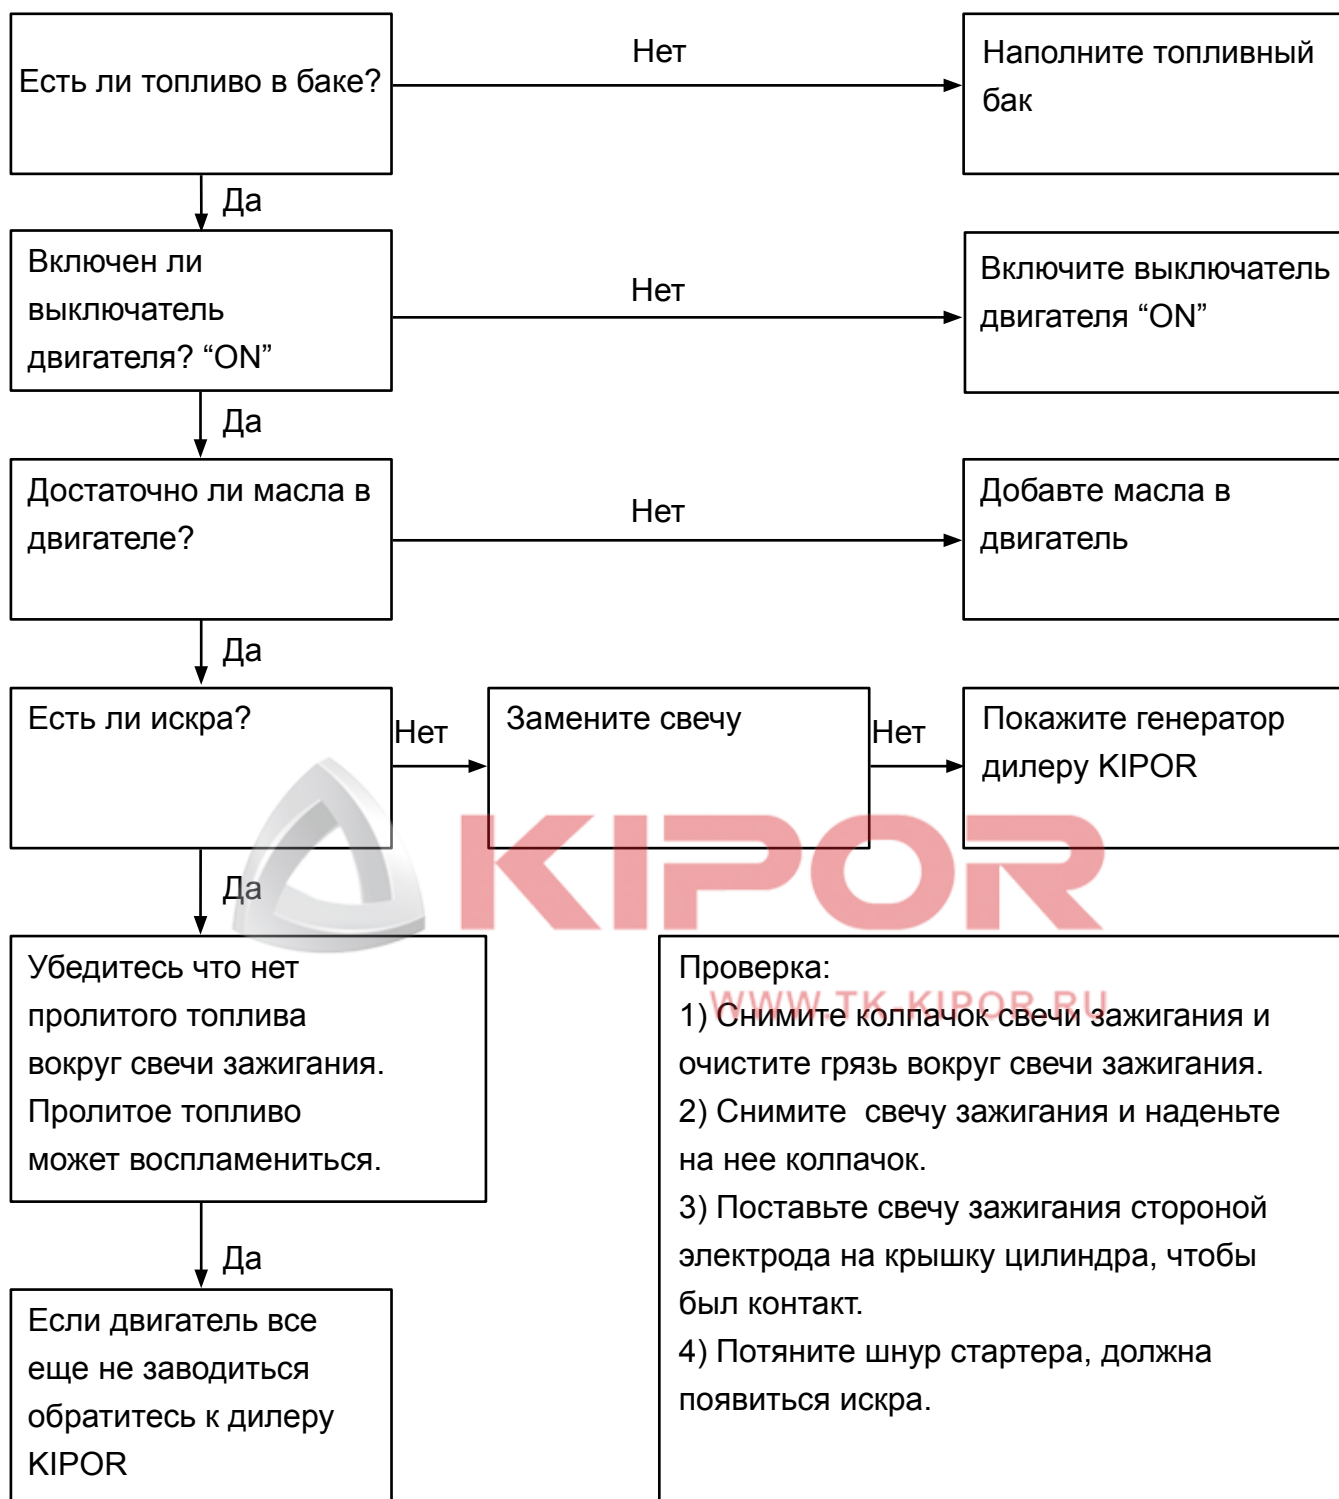 Есть ли топливо в баке?
Нет
Наполните топливный
бак
Да
Включен ли
выключатель
двигателя? “ON”
Нет
Включите выключатель
двигателя “ON”
Да
Достаточно ли масла в
двигателе?
Нет
Добавте масла в
двигатель
Да
Есть ли искра?
Нет
Замените свечу
Нет
Покажите генератор
дилеру KIPOR
KIPOR
WWW.TK-KIPOR.RU
Да
Убедитесь что нет
пролитого топлива
вокруг свечи зажигания.
Пролитое топливо
может воспламениться.
Да
Если двигатель все
еще не заводиться
обратитесь к дилеру
KIPOR
Проверка:
1) Снимите колпачок свечи зажигания и
очистите грязь вокруг свечи зажигания.
2) Снимите  свечу зажигания и наденьте
на нее колпачок.
3) Поставьте свечу зажигания стороной
электрода на крышку цилиндра, чтобы
был контакт.
4) Потяните шнур стартера, должна
появиться искра.